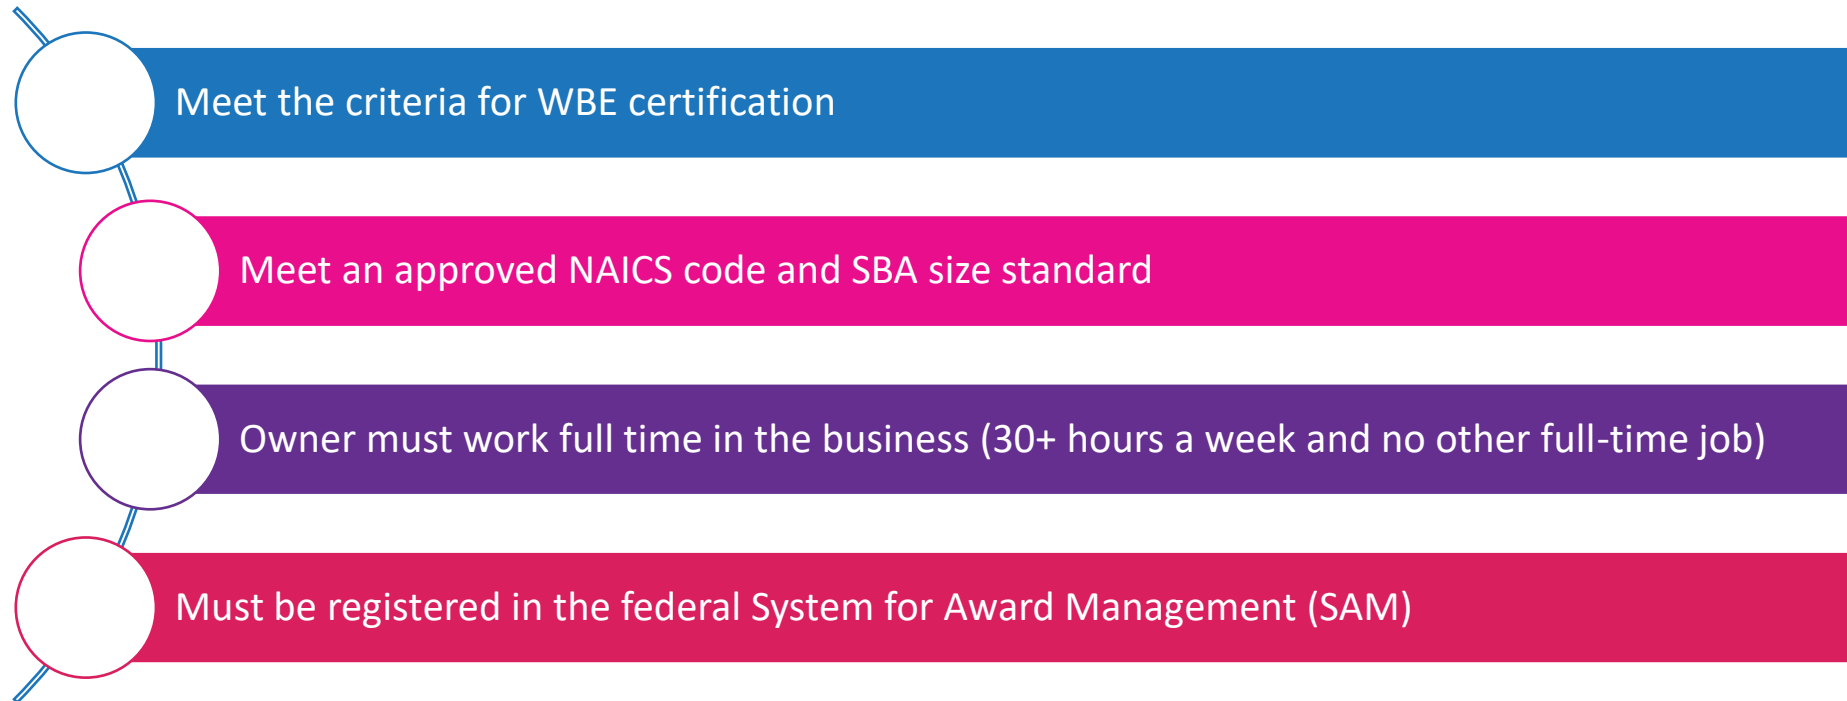 Meet the criteria for WBE certification
Meet an approved NAICS code and SBA size standard
Owner must work full time in the business (30+ hours a week and no other full-time job)
Must be registered in the federal System for Award Management (SAM)